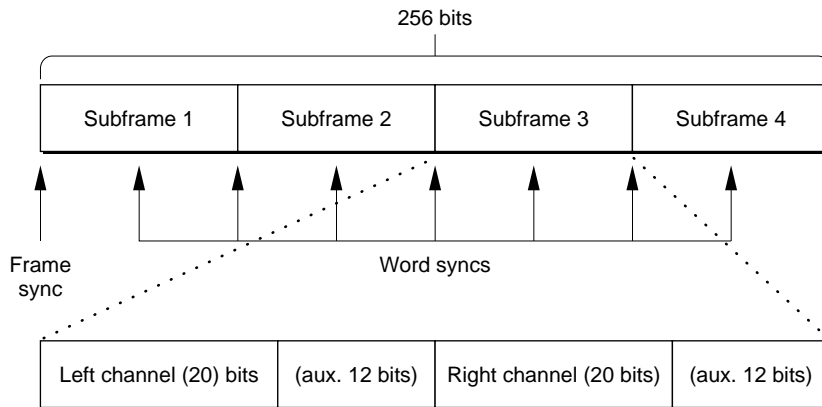 256 bits
Subframe 1
Subframe 2
Subframe 3
Subframe 4
Frame
sync
Word syncs
Left channel (20) bits
(aux. 12 bits)
Right channel (20 bits)
(aux. 12 bits)